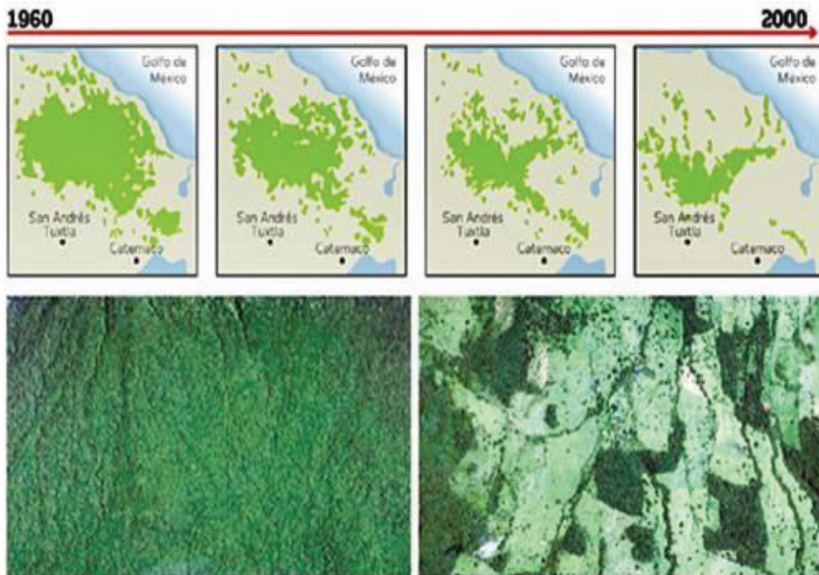 1960
2000
Golfo de
México
San Andrés
Tuxtla
Catemaco
Golfo de
México
San Andrés
Tuxtla
Catemaco
Golfo de
México
San Andrés
Tuxtla
Catemaco
Golfo de
México
San Andrés
Tuxtla
Catemaco